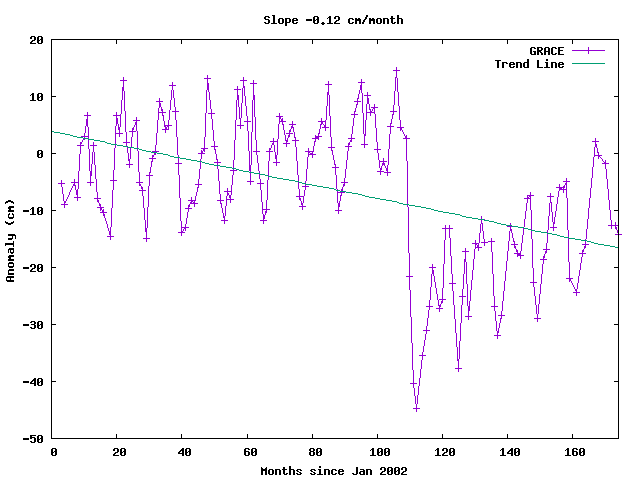 Slope -0.12 cm/month
GRACE
Trend Line
20
10
0
-10
-20
-30
-40
-50
Anomaly (cm)
0 20 40 60 80 100 120 140 160
Months since Jan 2002